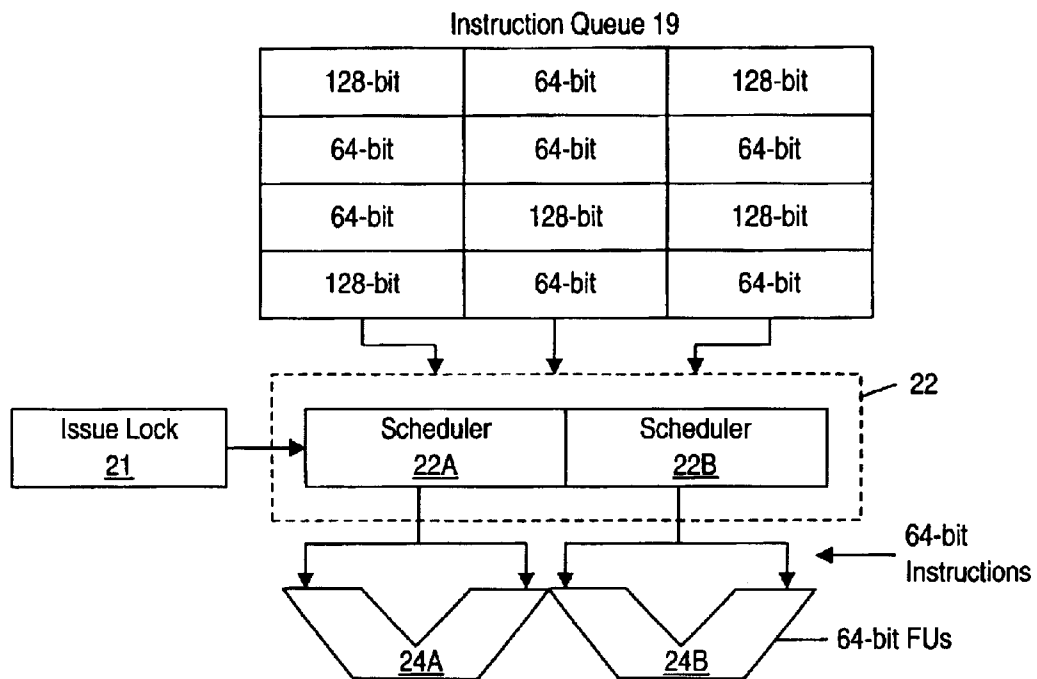 Instruction Queue 19
128-bit 64-bit 128-bit
64-bit 64-bit 64-bit
64-bit 128-bit 128-bit
128-bit 64-bit 64-bit
22
Issue Lock
21
Scheduler
22A
Scheduler
22B
64-bit
Instructions
24A
24B
64-bit FUs